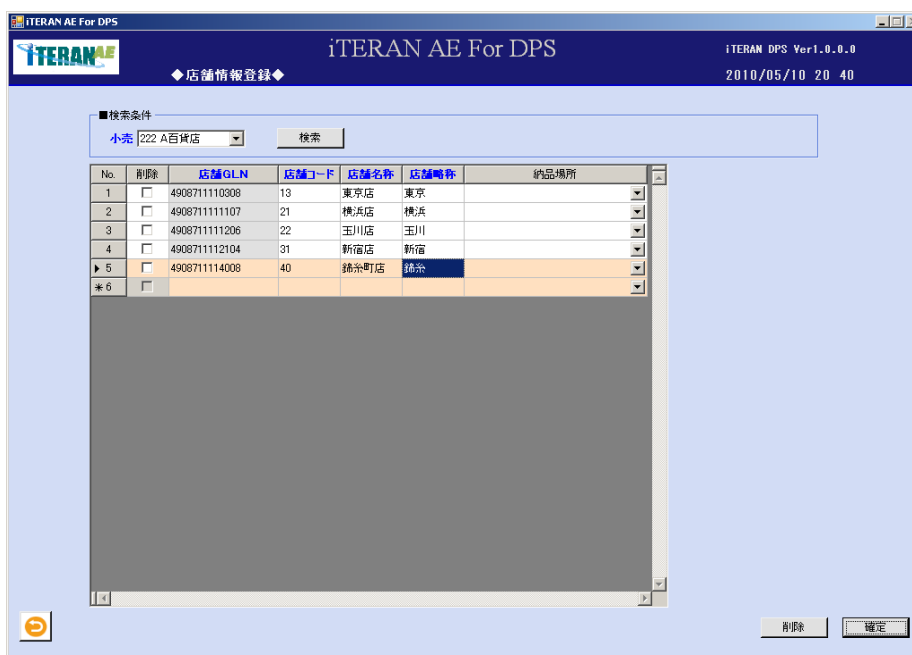 iTERAN AE For DPS
iTERAN AE
iTERAN AE For DPS
iTERAN DPS Ver1.0.0.0
◆店舗情報登録◆
2010/05/10 20 40
■検索条件
小売 222 A百貨店 検索
No. 削除 店舗GLN 店舗コード 店舗名称 店舗略称 納品場所
1 4908711110308 13 東京店 東京
2 4908711111107 21 横浜店 横浜
3 4908711111206 22 玉川店 玉川
4 4908711112104 31 新宿店 新宿
5 4908711114008 40 錦糸町店 錦糸
* 6
削除 確定